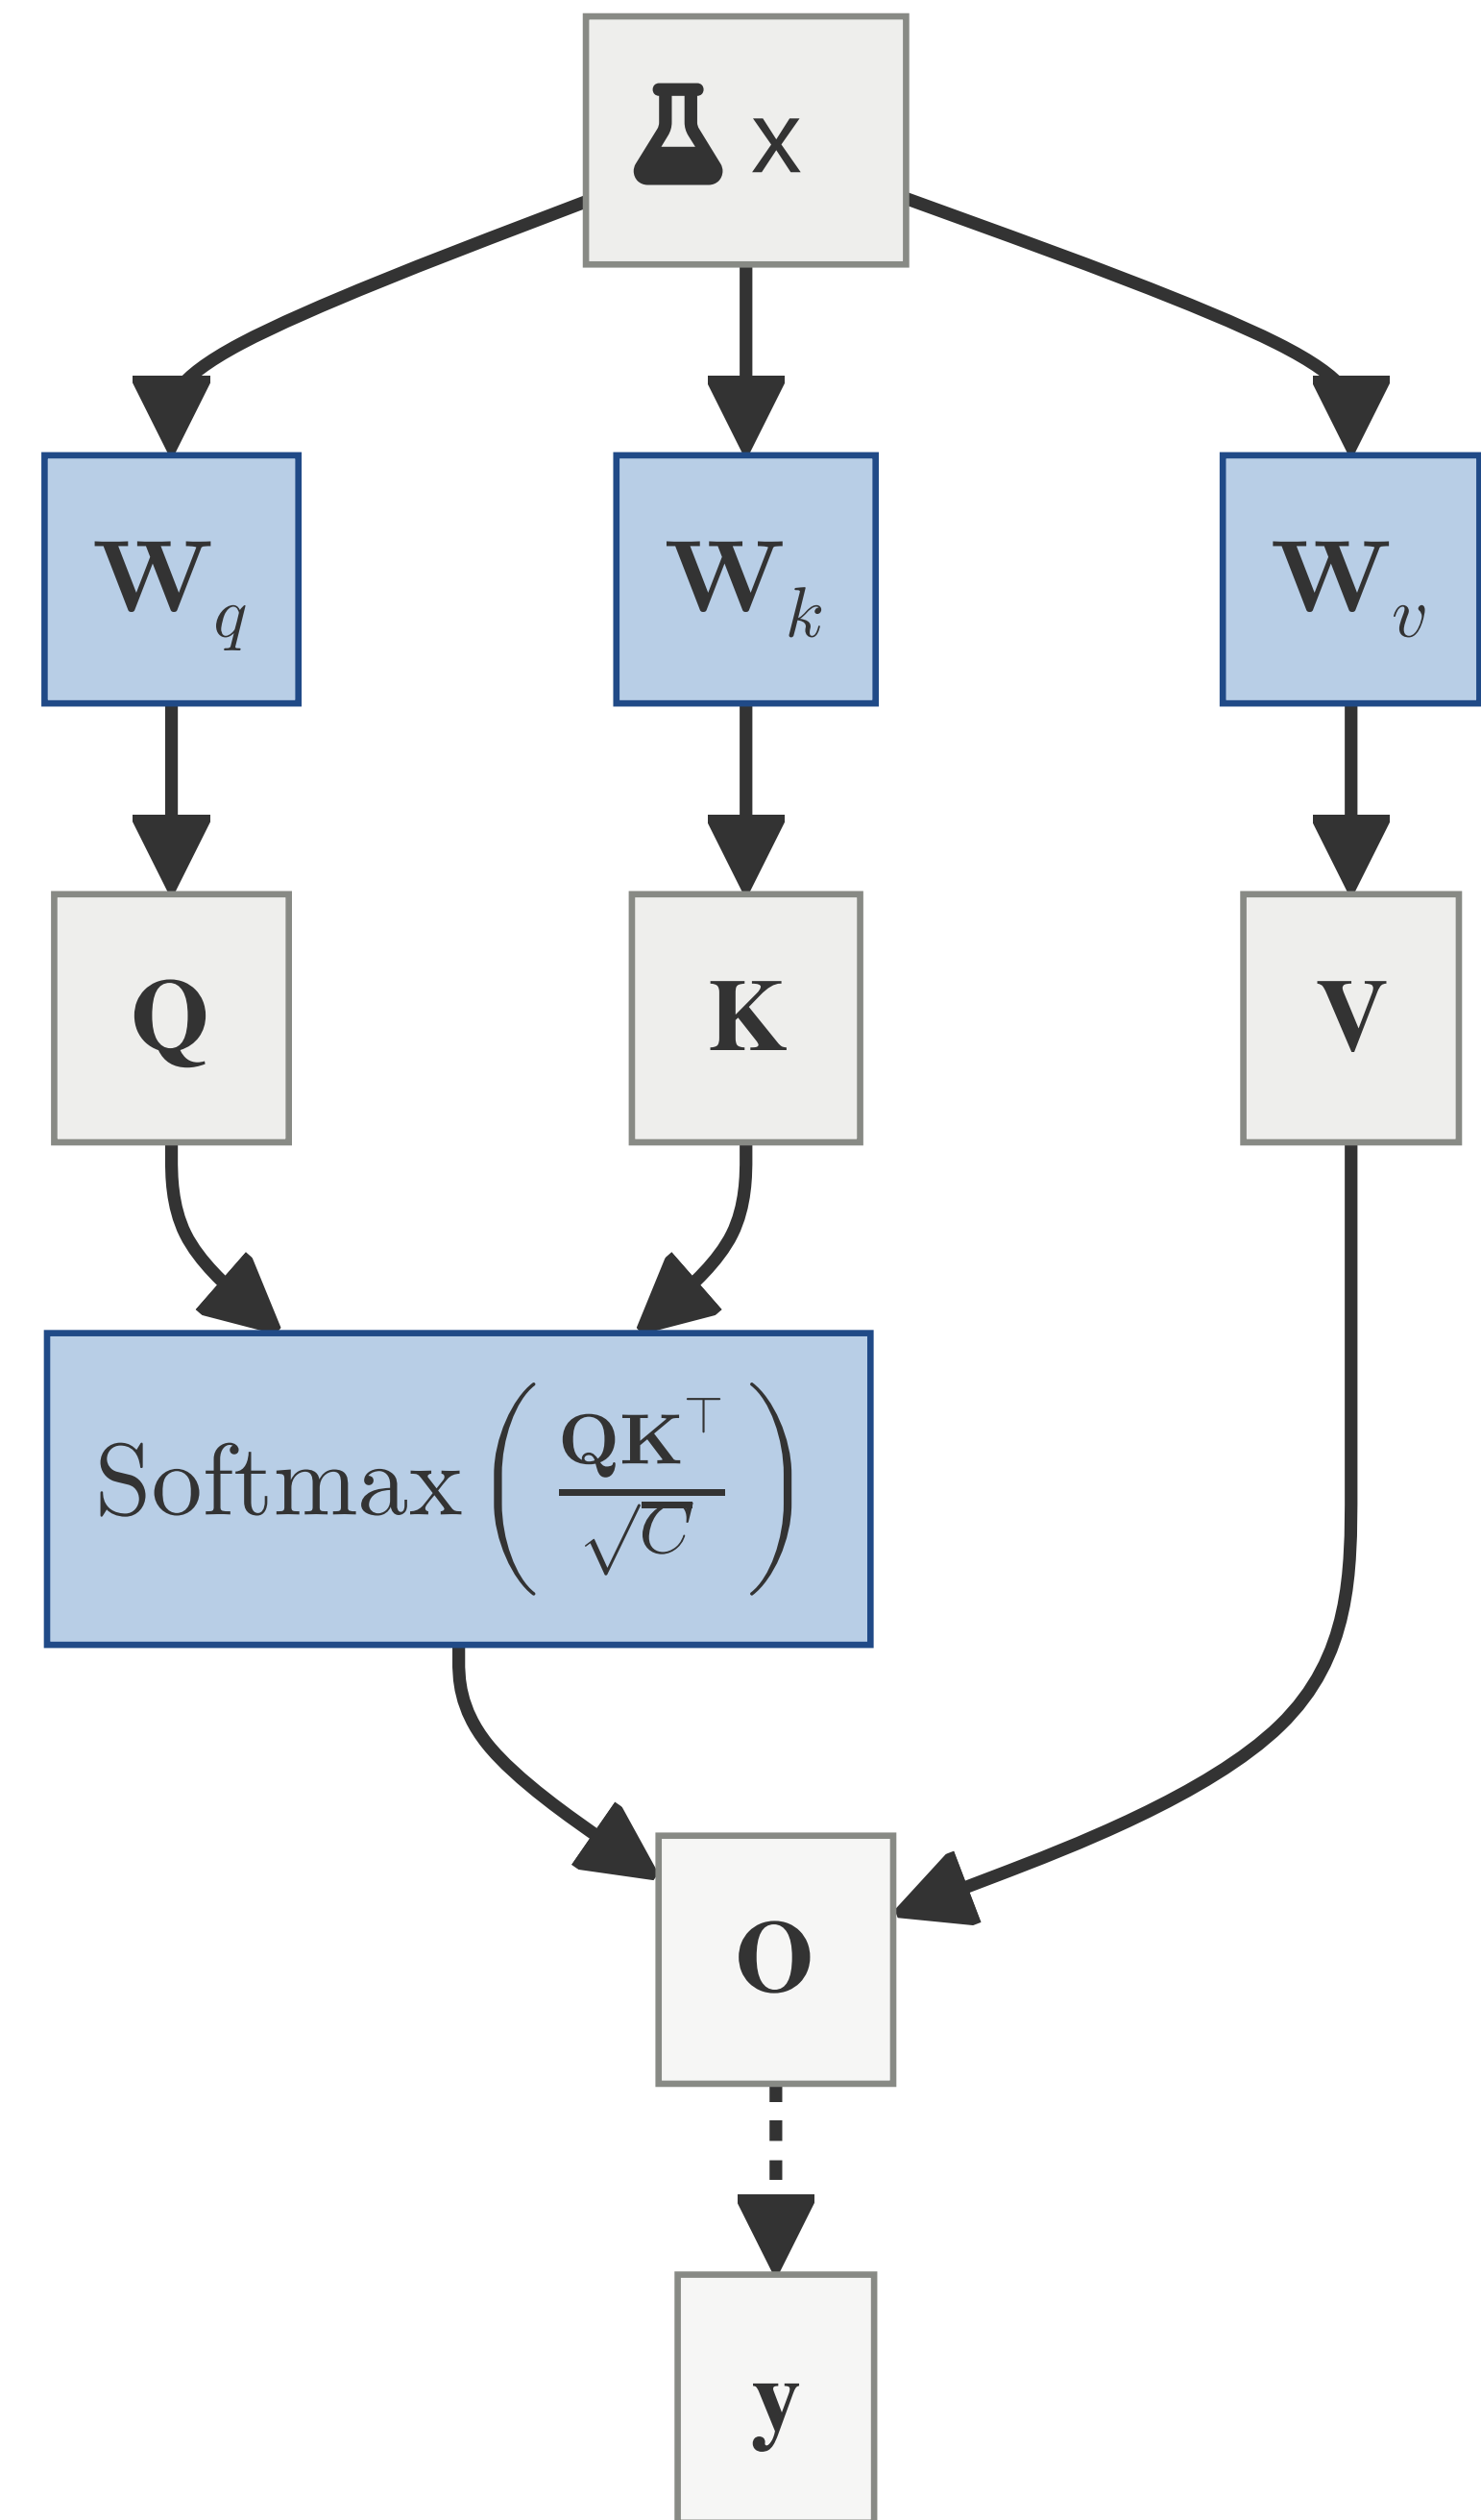 x
W_q W_k W_v
Q K V
Softmax(QK^⊤/√C)
O
y